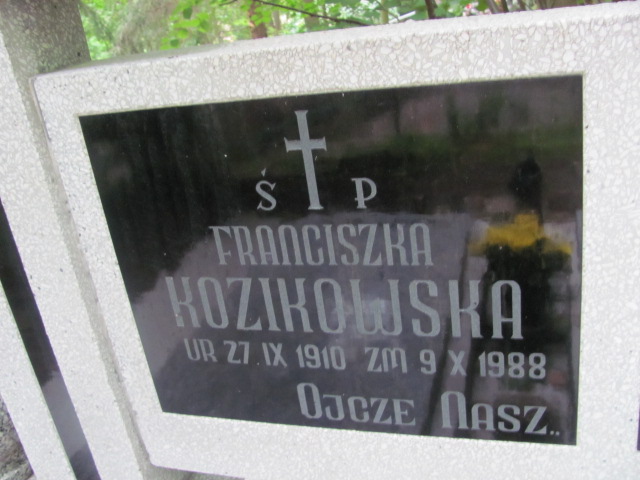 Ś P
FRANCISZKA
KOZIKOWSKA
UR 27 IX 1910 ZM 9 X 1988
OJCZE NASZ..